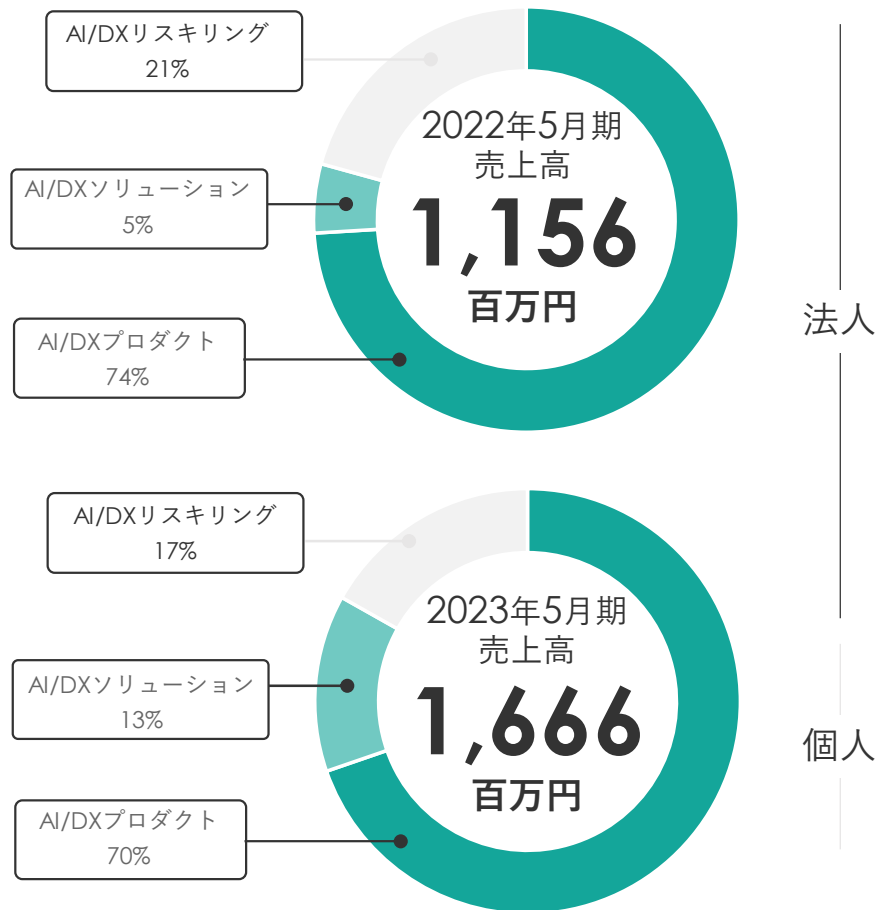 AI/DXリスキリング
21%
AI/DXソリューション
5%
AI/DXプロダクト
74%
2022年5月期
売上高
1,156
百万円
法人
AI/DXリスキリング
17%
AI/DXソリューション
13%
AI/DXプロダクト
70%
2023年5月期
売上高
1,666
百万円
個人